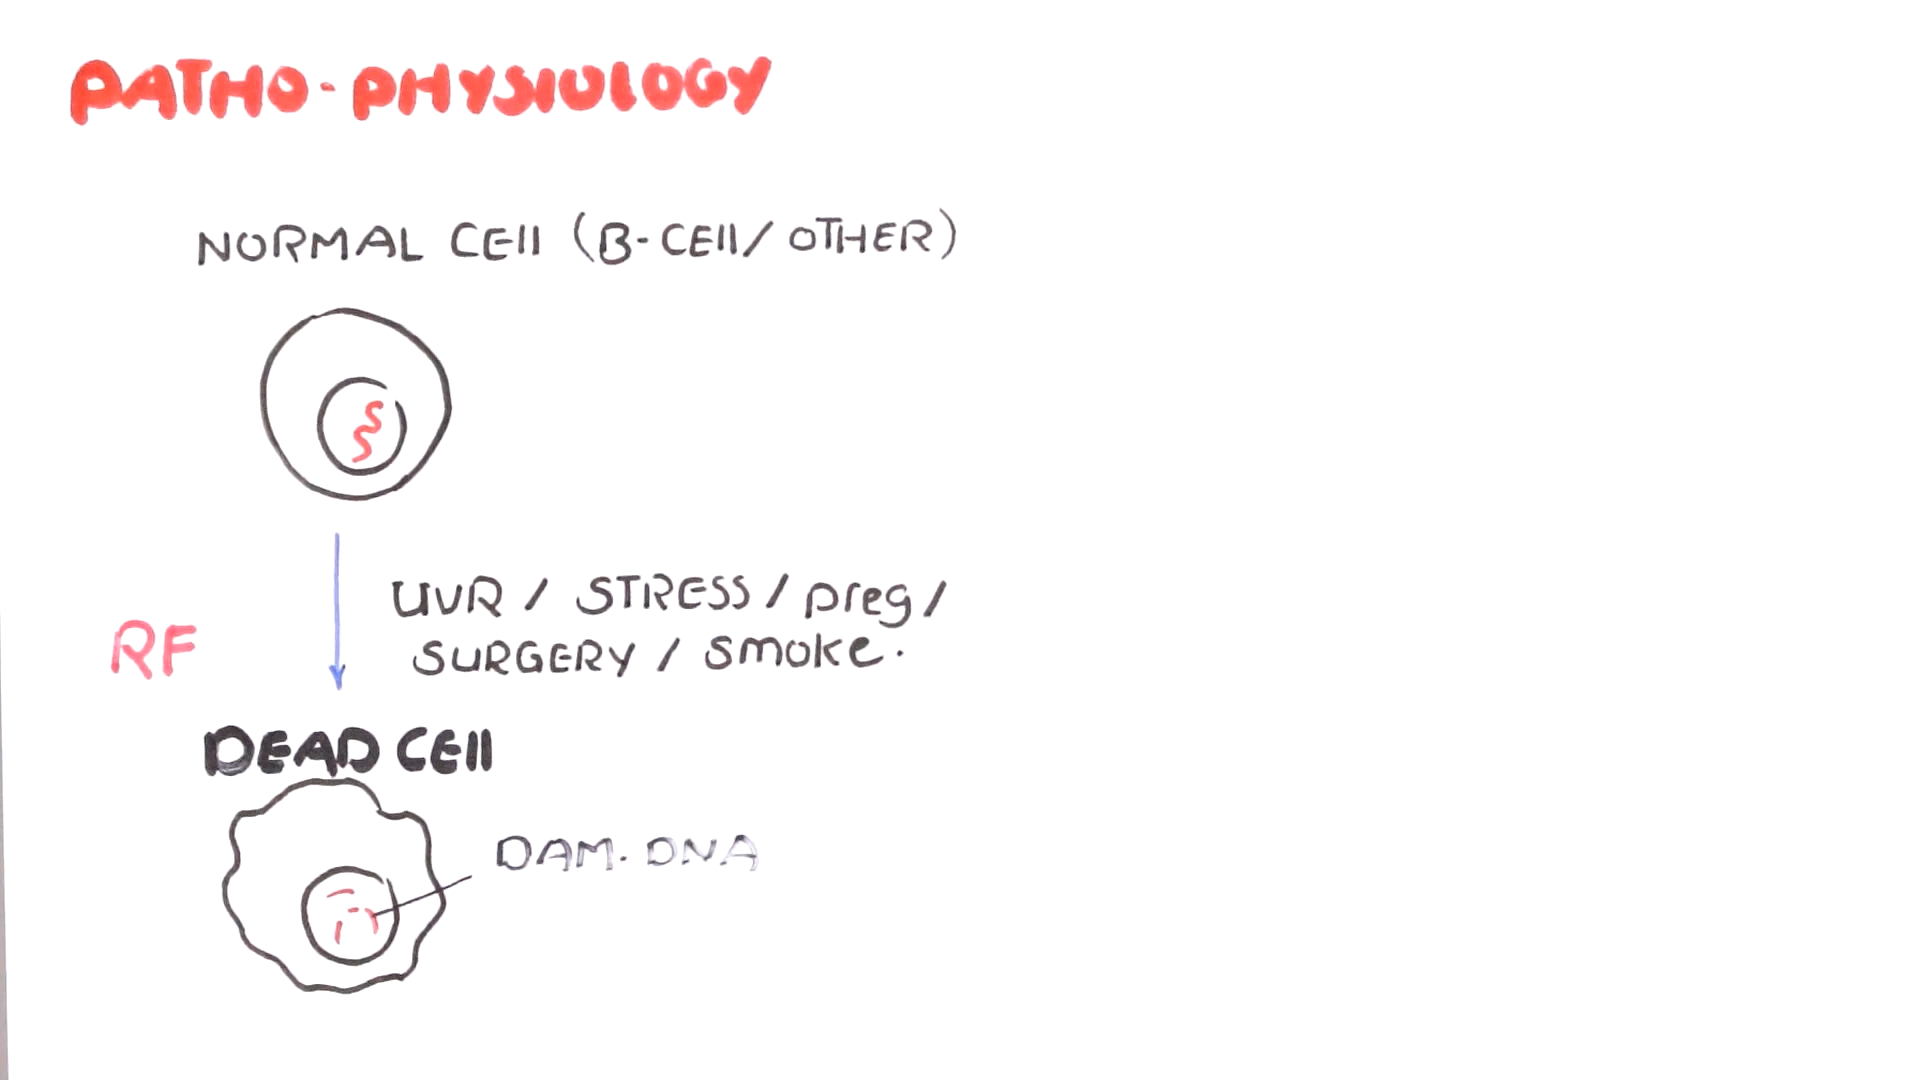 PATHO-PHYSIOLOGY
NORMAL CEll (B-CEll/ OTHER)
UVR / STRESS / preg /
SURGERY / smoke.
RF
DEAD CEll
DAM. DNA